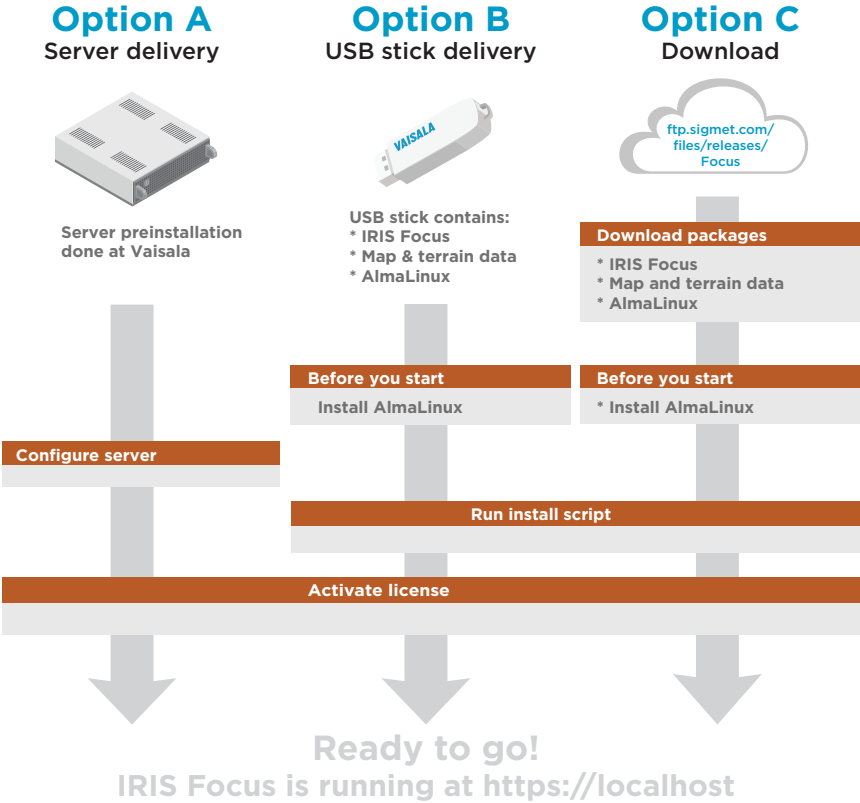 Option A
Server delivery
Server preinstallation
done at Vaisala
Option B
USB stick delivery
VAISALA
USB stick contains:
* IRIS Focus
* Map & terrain data
* AlmaLinux
Option C
Download
ftp.sigmet.com/
files/releases/
Focus
Download packages
* IRIS Focus
* Map and terrain data
* AlmaLinux
Before you start
Install AlmaLinux
Before you start
* Install AlmaLinux
Configure server
Run install script
Activate license
Ready to go!
IRIS Focus is running at https://localhost